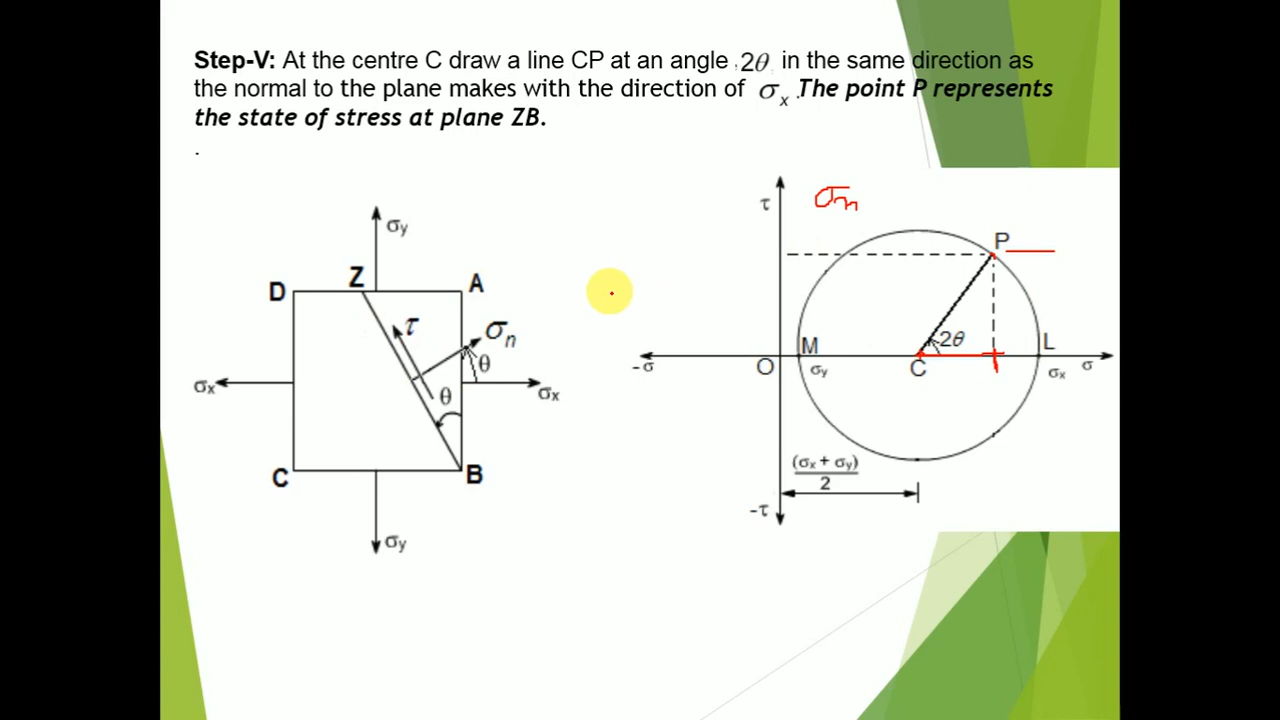 Step-V: At the centre C draw a line CP at an angle 2θ in the same direction as
the normal to the plane makes with the direction of σx .The point P represents
the state of stress at plane ZB.
.
σy
D
Z
A
τ
σn
θ
σx
θ
σx
C
B
σy
τ
σn
P
2θ
M
L
-σ
O
σy
C
σx
σ
(σx + σy)
2
-τ